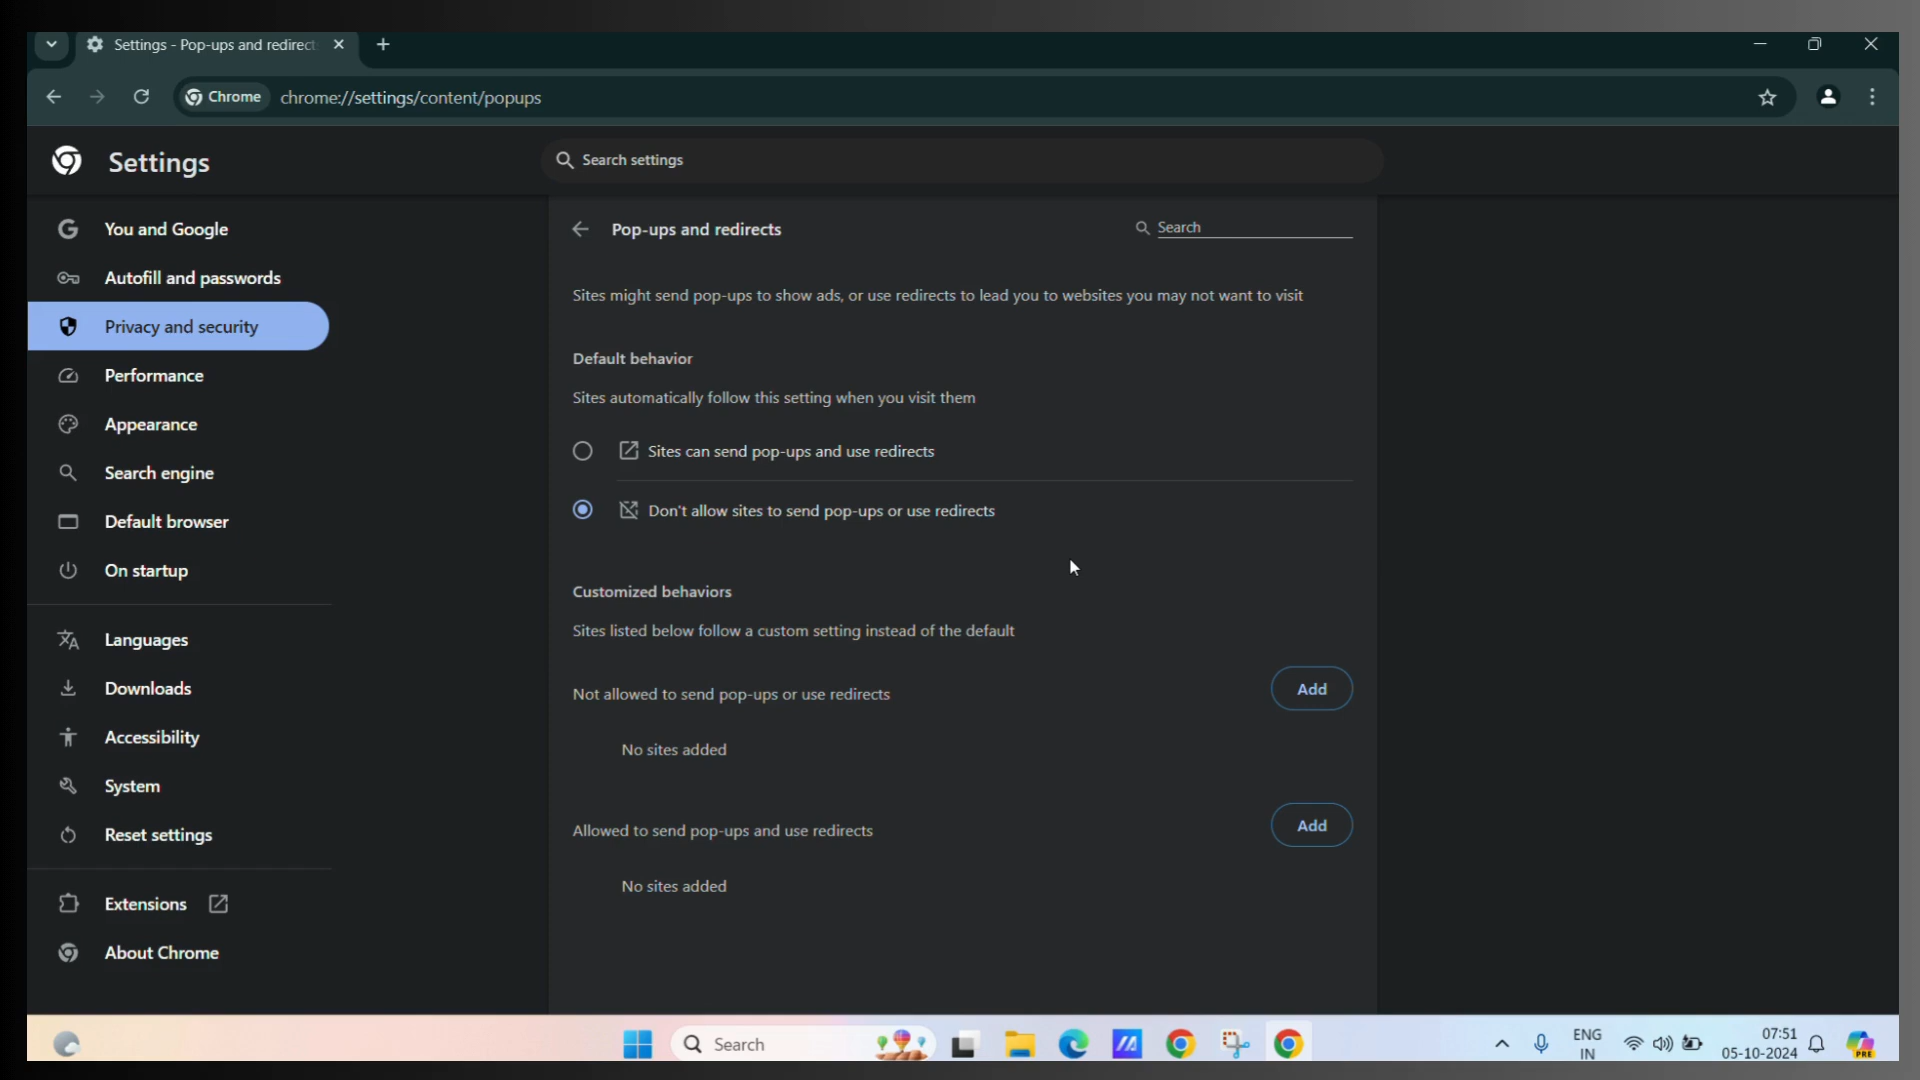 Settings - Pop-ups and redirect
Chrome
chrome://settings/content/popups
Settings
Search settings
You and Google
Autofill and passwords
Privacy and security
Performance
Appearance
Search engine
Default browser
On startup
Languages
Downloads
Accessibility
System
Reset settings
Extensions
About Chrome
Pop-ups and redirects
Search
Sites might send pop-ups to show ads, or use redirects to lead you to websites you may not want to visit
Default behavior
Sites automatically follow this setting when you visit them
Sites can send pop-ups and use redirects
Don't allow sites to send pop-ups or use redirects
Customized behaviors
Sites listed below follow a custom setting instead of the default
Not allowed to send pop-ups or use redirects
Add
No sites added
Allowed to send pop-ups and use redirects
Add
No sites added
Search
ENG
IN
07:51
05-10-2024
PRE